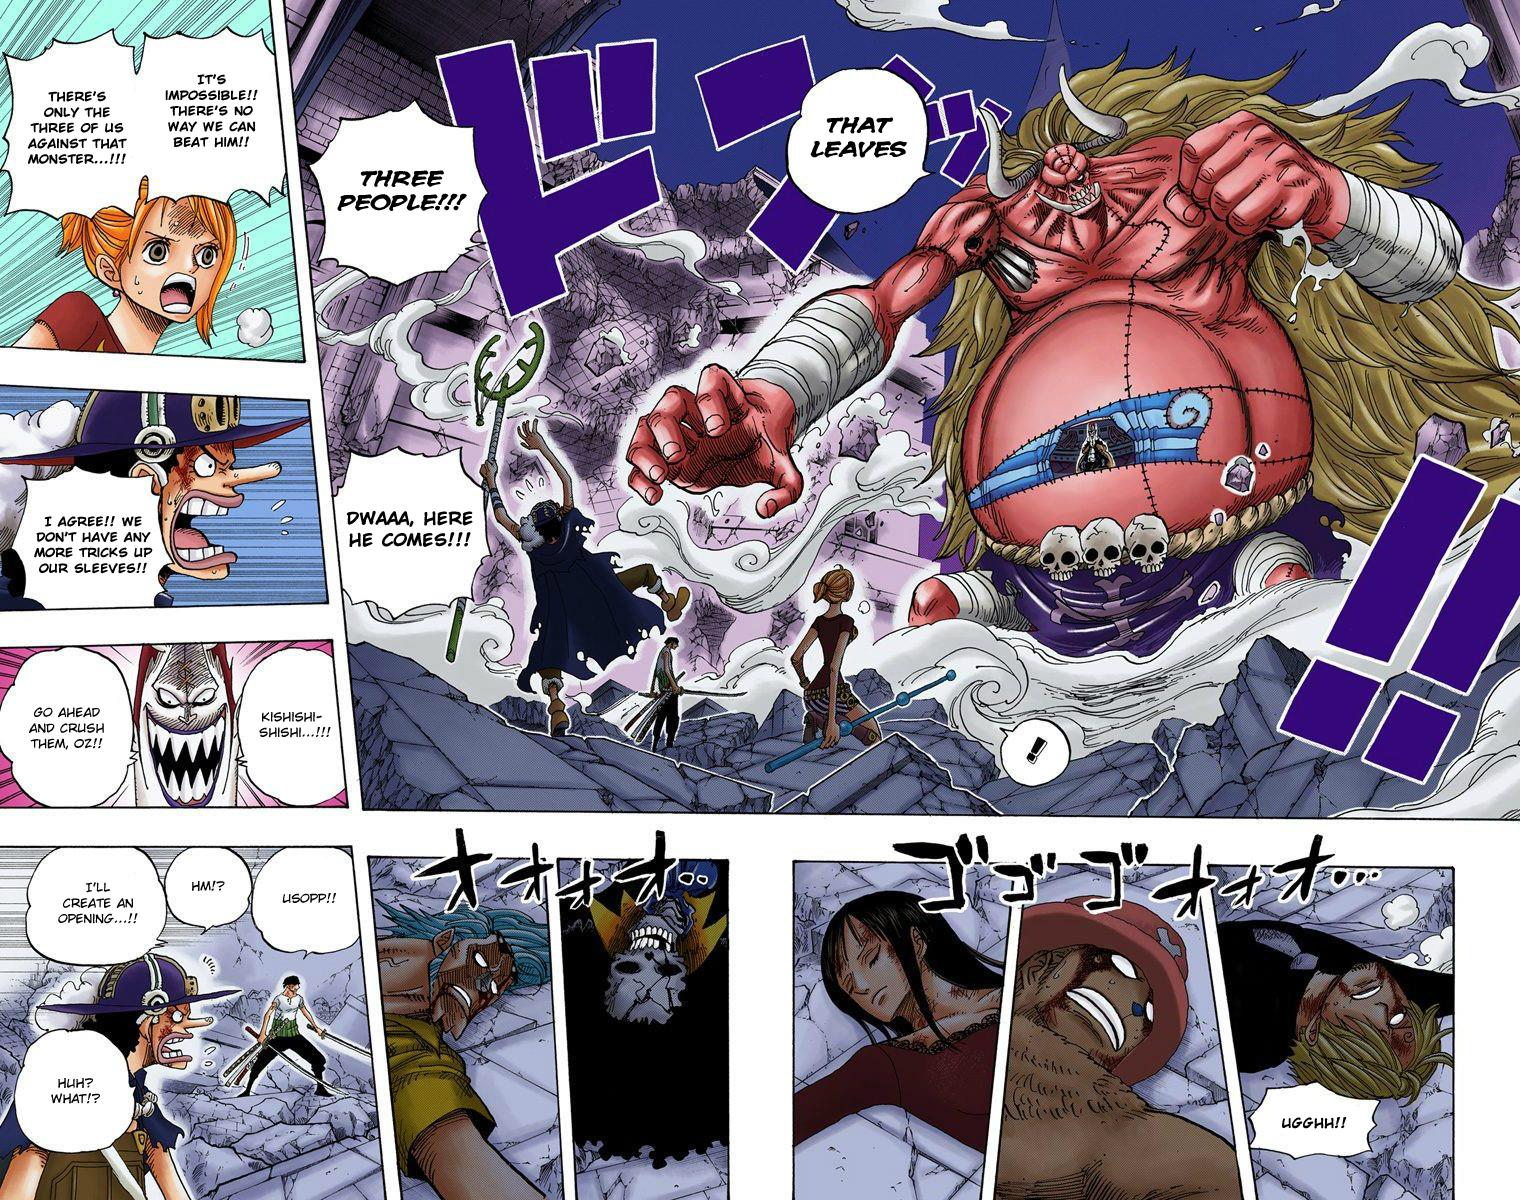 THAT
LEAVES
THREE
PEOPLE!!!
ドンッ!!
DWAAA, HERE
HE COMES!!!
!
ゴゴゴオォオ...
UGGHH!!
オオォオ...
IT'S
IMPOSSIBLE!!
THERE'S NO
WAY WE CAN
BEAT HIM!!
THERE'S
ONLY THE
THREE OF US
AGAINST THAT
MONSTER...!!!
I AGREE!! WE
DON'T HAVE ANY
MORE TRICKS UP
OUR SLEEVES!!
KISHISHI-
SHISHI...!!!
GO AHEAD
AND CRUSH
THEM, OZ!!
USOPP!!
HM!?
I'LL
CREATE AN
OPENING...!!
HUH?
WHAT!?